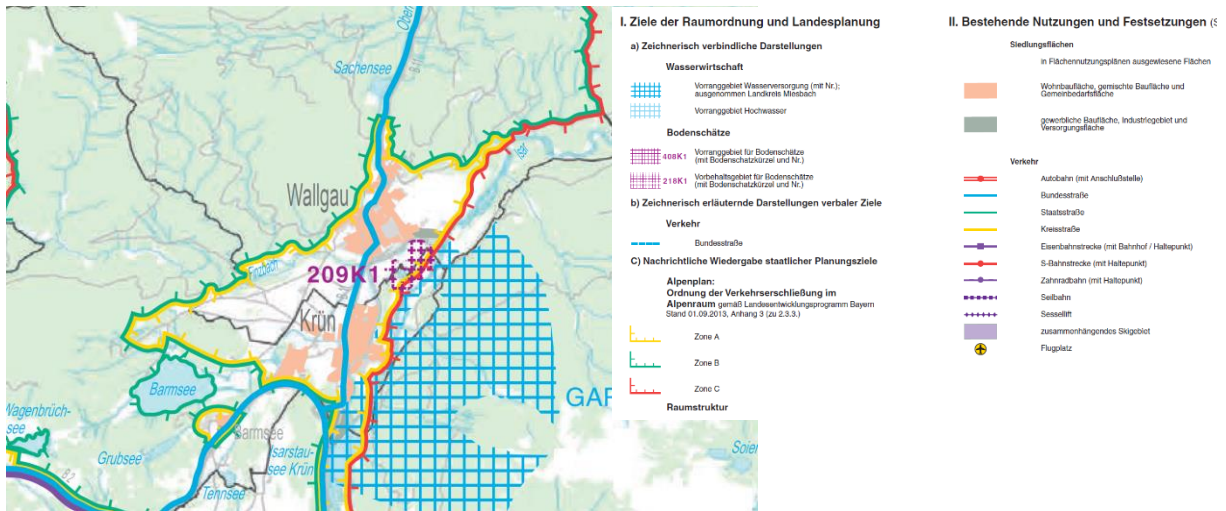 Ober
B 11
Sachensee
Wallgau
Finzbach
209K1
Krün
Barmsee
Wagenbrüch-
see
Barmsee
Grubsee
Isarstau-
see Krün
Tennsee
B 2
GAR
Soier
I. Ziele der Raumordnung und Landesplanung
a) Zeichnerisch verbindliche Darstellungen
Wasserwirtschaft
Vorranggebiet Wasserversorgung (mit Nr.);
ausgenommen Landkreis Miesbach
Vorranggebiet Hochwasser
Bodenschätze
408K1
Vorranggebiet für Bodenschätze
(mit Bodenschatzkürzel und Nr.)
218K1
Vorbehaltsgebiet für Bodenschätze
(mit Bodenschatzkürzel und Nr.)
b) Zeichnerisch erläuternde Darstellungen verbaler Ziele
Verkehr
Bundesstraße
C) Nachrichtliche Wiedergabe staatlicher Planungsziele
Alpenplan:
Ordnung der Verkehrserschließung im
Alpenraum gemäß Landesentwicklungsprogramm Bayern
Stand 01.09.2013, Anhang 3 (zu 2.3.3.)
Zone A
Zone B
Zone C
Raumstruktur
II. Bestehende Nutzungen und Festsetzungen (S
Siedlungsflächen
in Flächennutzungsplänen ausgewiesene Flächen
Wohnbaufläche, gemischte Baufläche und
Gemeinbedarfsfläche
gewerbliche Baufläche, Industriegebiet und
Versorgungsfläche
Verkehr
Autobahn (mit Anschlußstelle)
Bundesstraße
Staatsstraße
Kreisstraße
Eisenbahnstrecke (mit Bahnhof / Haltepunkt)
S-Bahnstrecke (mit Haltepunkt)
Zahnradbahn (mit Haltepunkt)
Seilbahn
Sessellift
zusammenhängendes Skigebiet
Flugplatz